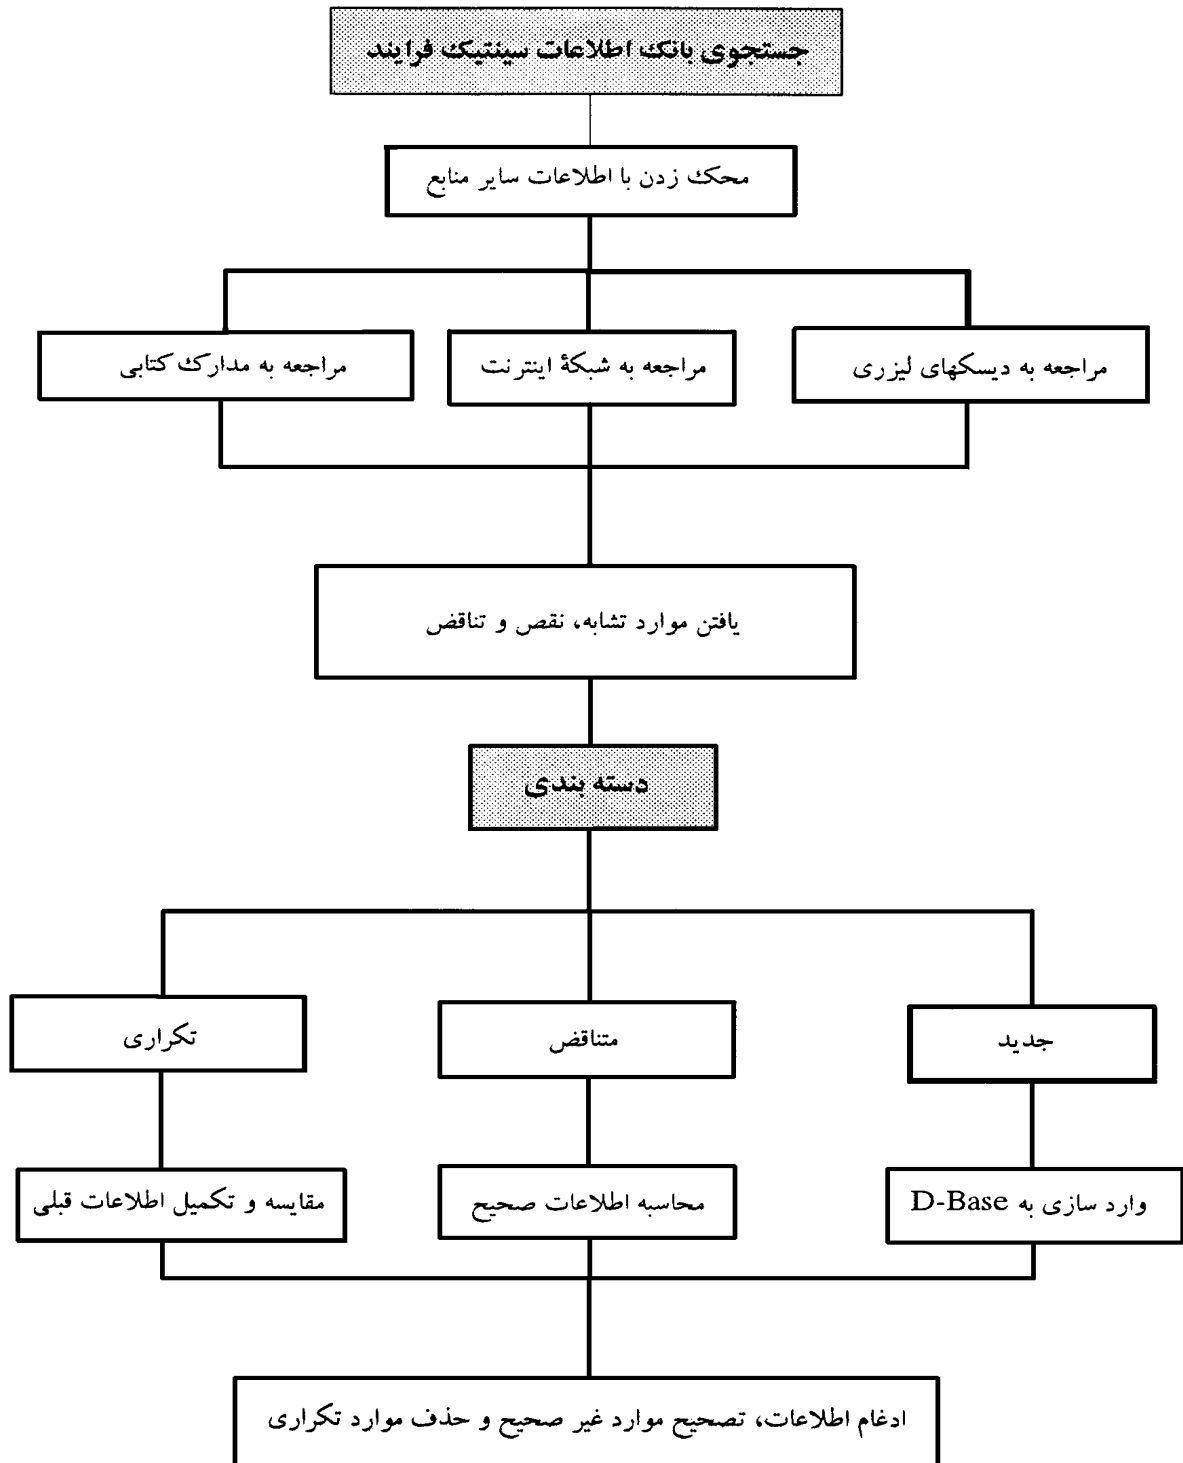 جستجوی بانک اطلاعات سینتیک فرایند
محک زدن با اطلاعات سایر منابع
مراجعه به دیسکهای لیزری
مراجعه به شبکهٔ اینترنت
مراجعه به مدارک کتابی
یافتن موارد تشابه، نقص و تناقض
دسته بندی
جدید
متناقض
تکراری
وارد سازی به D-Base
محاسبه اطلاعات صحیح
مقایسه و تکمیل اطلاعات قبلی
ادغام اطلاعات، تصحیح موارد غیر صحیح و حذف موارد تکراری